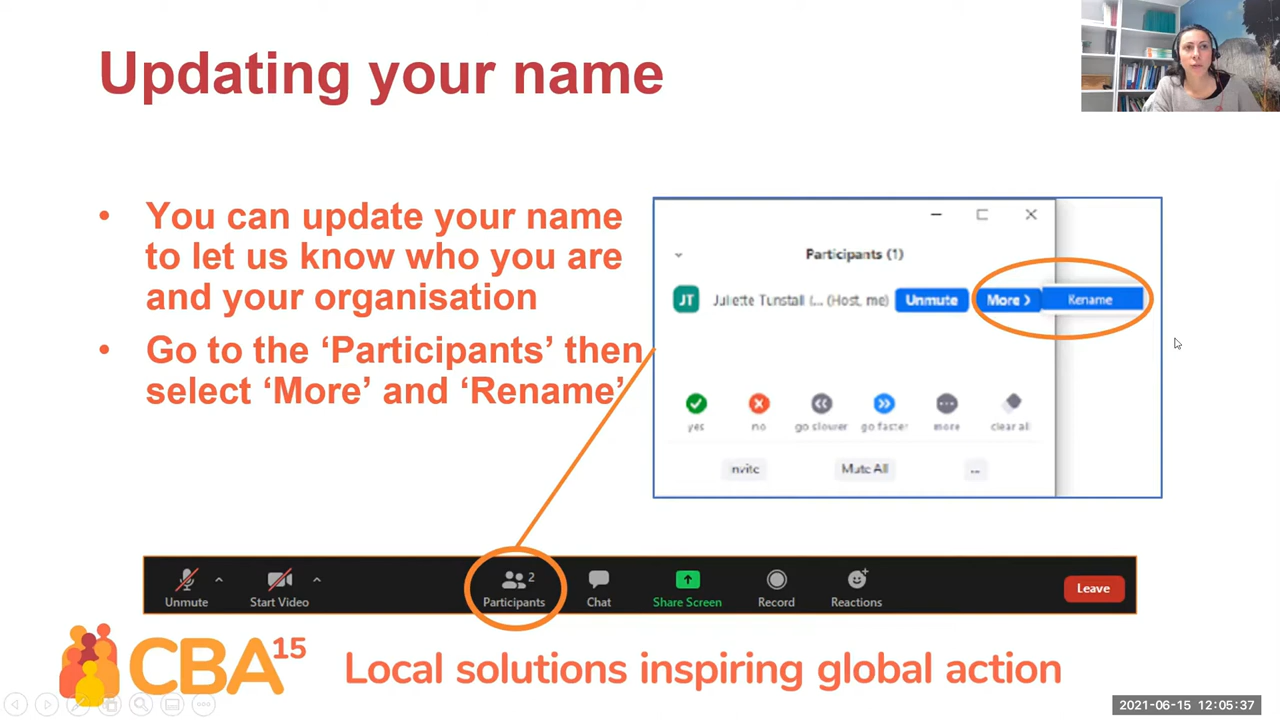 Updating your name
• You can update your name
to let us know who you are
and your organisation
• Go to the ‘Participants’ then
select ‘More’ and ‘Rename’
Participants (1)
JT Juliette Tunstall (... (Host, me) Unmute More > Rename
yes no go slower go faster more clear all
Invite Mute All ...
2
Unmute Start Video Participants Chat Share Screen Record Reactions Leave
CBA 15
Local solutions inspiring global action
2021-06-15 12:05:37